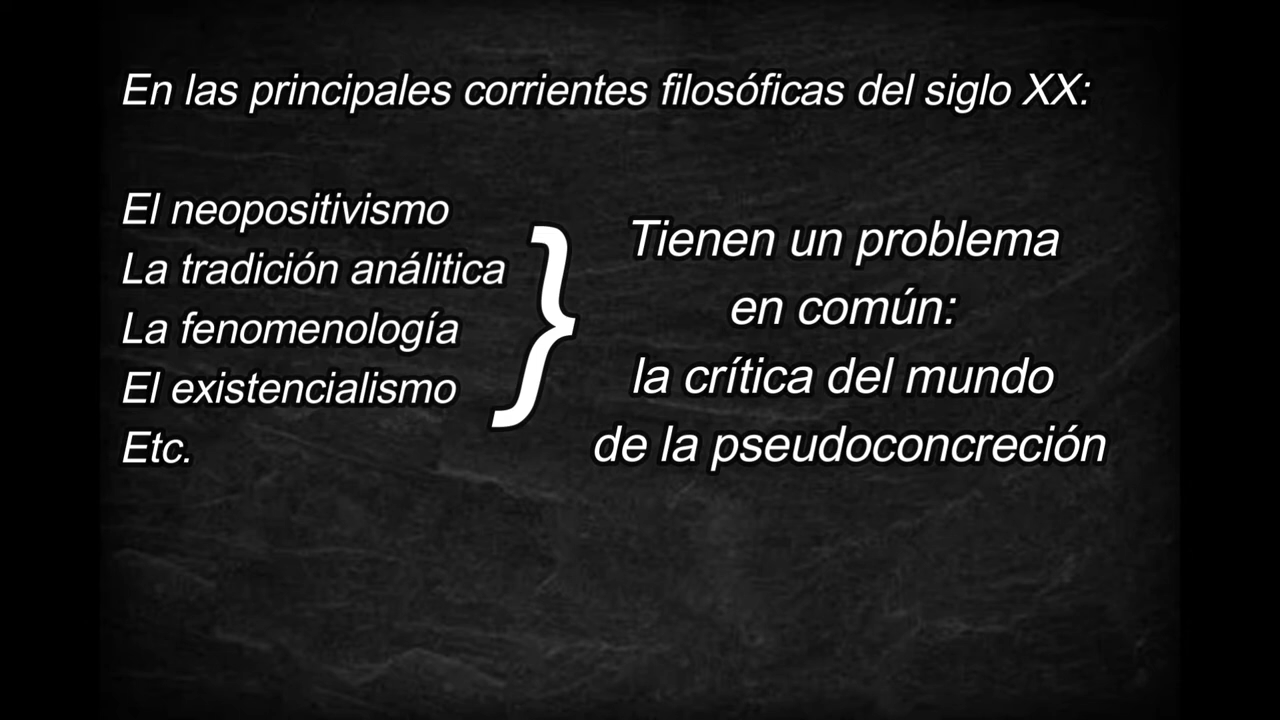 En las principales corrientes filosóficas del siglo XX:
El neopositivismo
La tradición análitica
La fenomenología
El existencialismo
Etc.
}
Tienen un problema
en común:
la crítica del mundo
de la pseudoconcreción